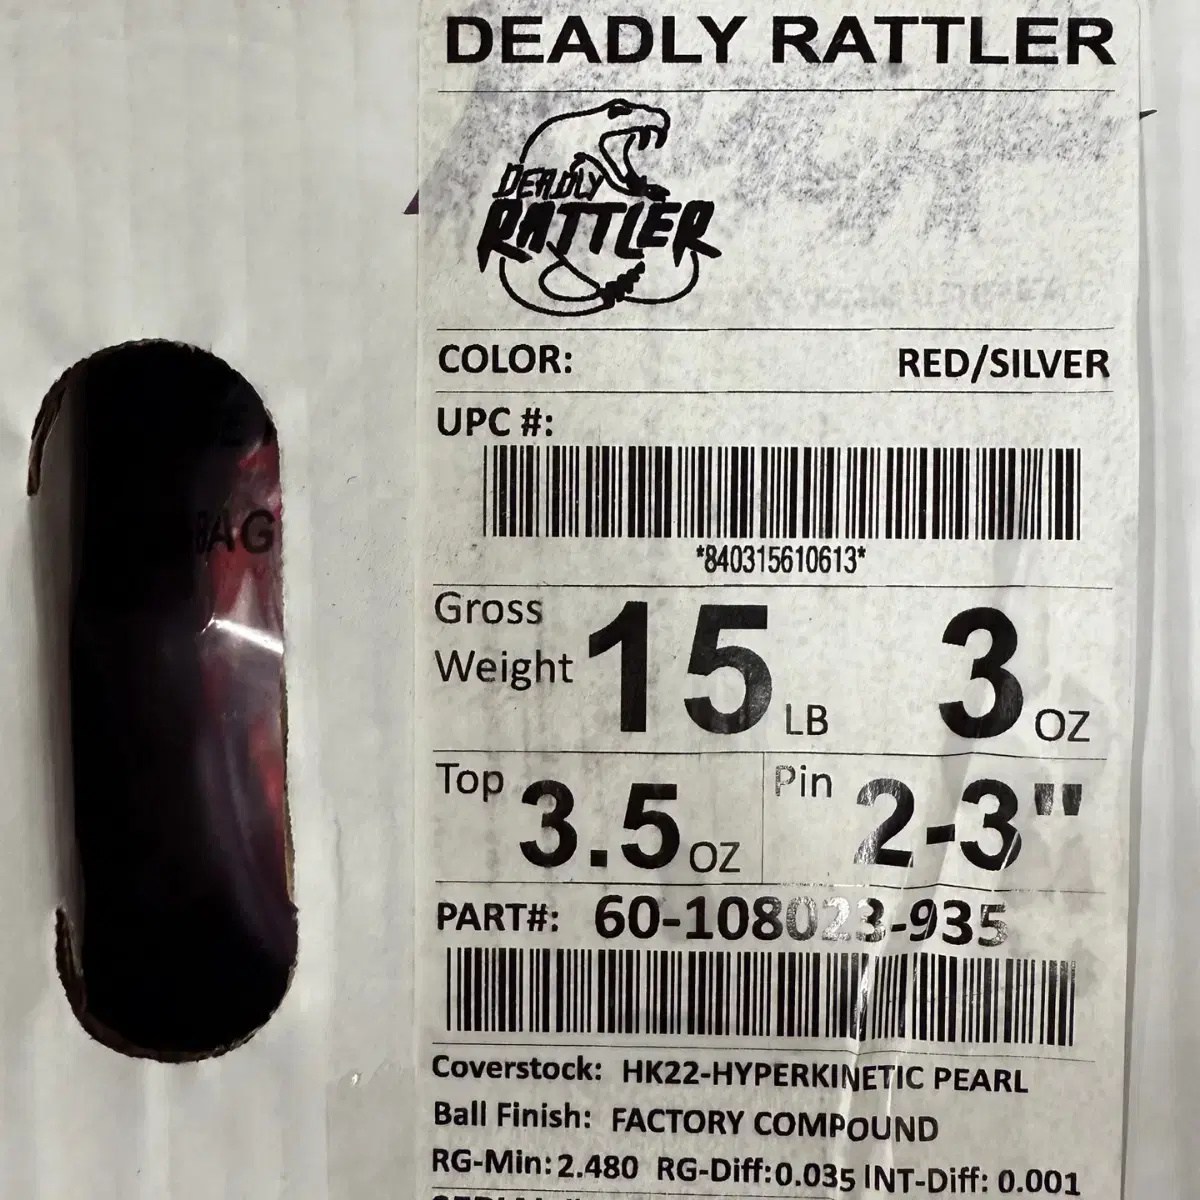 DEADLY RATTLER
DEADLY
RATTLER
COLOR: RED/SILVER
UPC #:
*840315610613*
Gross Weight 15 LB 3 OZ
Top 3.5 OZ Pin 2-3"
PART#: 60-108023-935
Coverstock: HK22-HYPERKINETIC PEARL
Ball Finish: FACTORY COMPOUND
RG-Min: 2.480 RG-Diff: 0.035 INT-Diff: 0.001
BAG